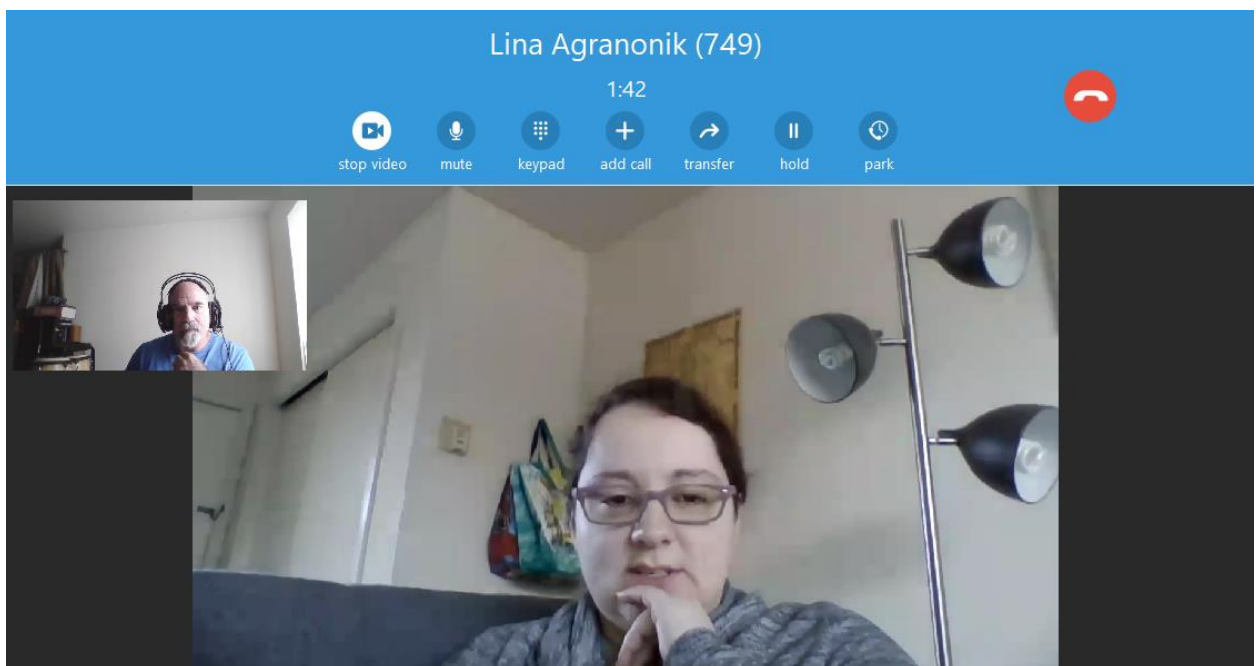 Lina Agranonik (749)
1:42
stop video mute keypad add call transfer hold park